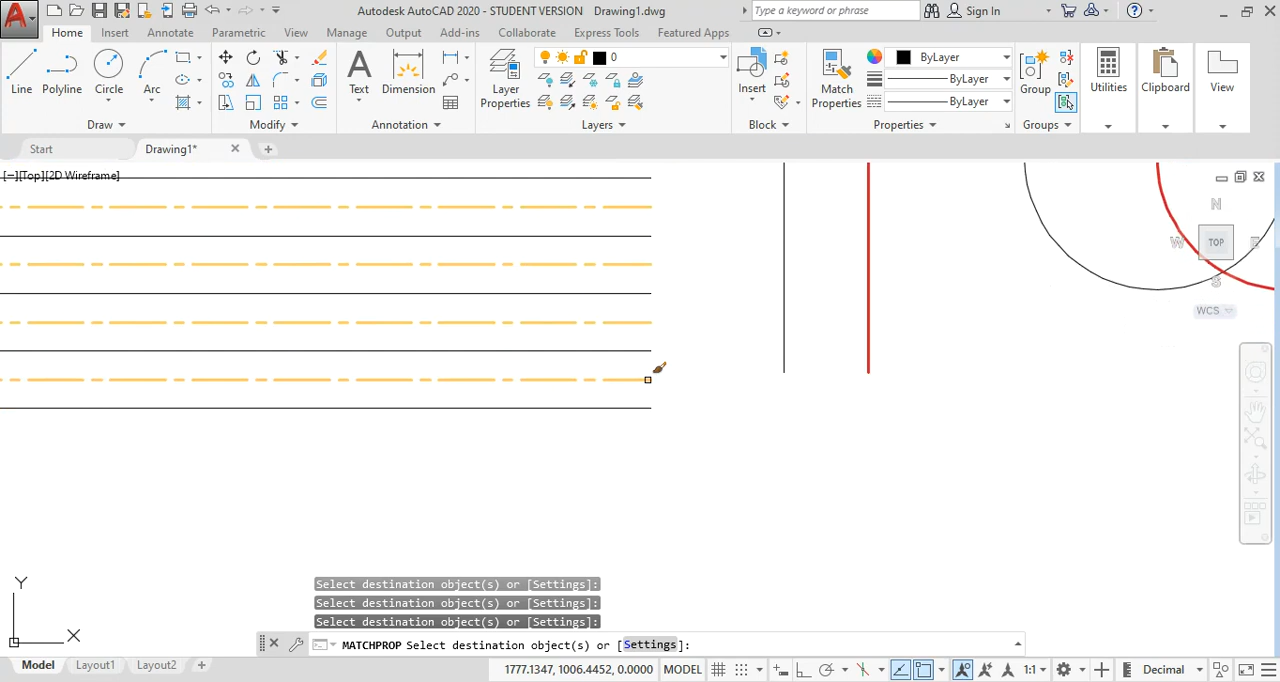 Autodesk AutoCAD 2020 - STUDENT VERSION Drawing1.dwg
Type a keyword or phrase
Sign In
Home Insert Annotate Parametric View Manage Output Add-ins Collaborate Express Tools Featured Apps
0
ByLayer
ByLayer
ByLayer
Line Polyline Circle Arc
Text Dimension
Layer Properties
Insert
Match Properties
Group
Utilities Clipboard View
Draw Modify Annotation Layers Block Properties Groups
Start Drawing1*
[−][Top][2D Wireframe]
N
W TOP E
S
WCS
Y
X
Select destination object(s) or [Settings]:
Select destination object(s) or [Settings]:
Select destination object(s) or [Settings]:
MATCHPROP Select destination object(s) or [Settings]:
Model Layout1 Layout2
1777.1347, 1006.4452, 0.0000 MODEL 1:1 Decimal